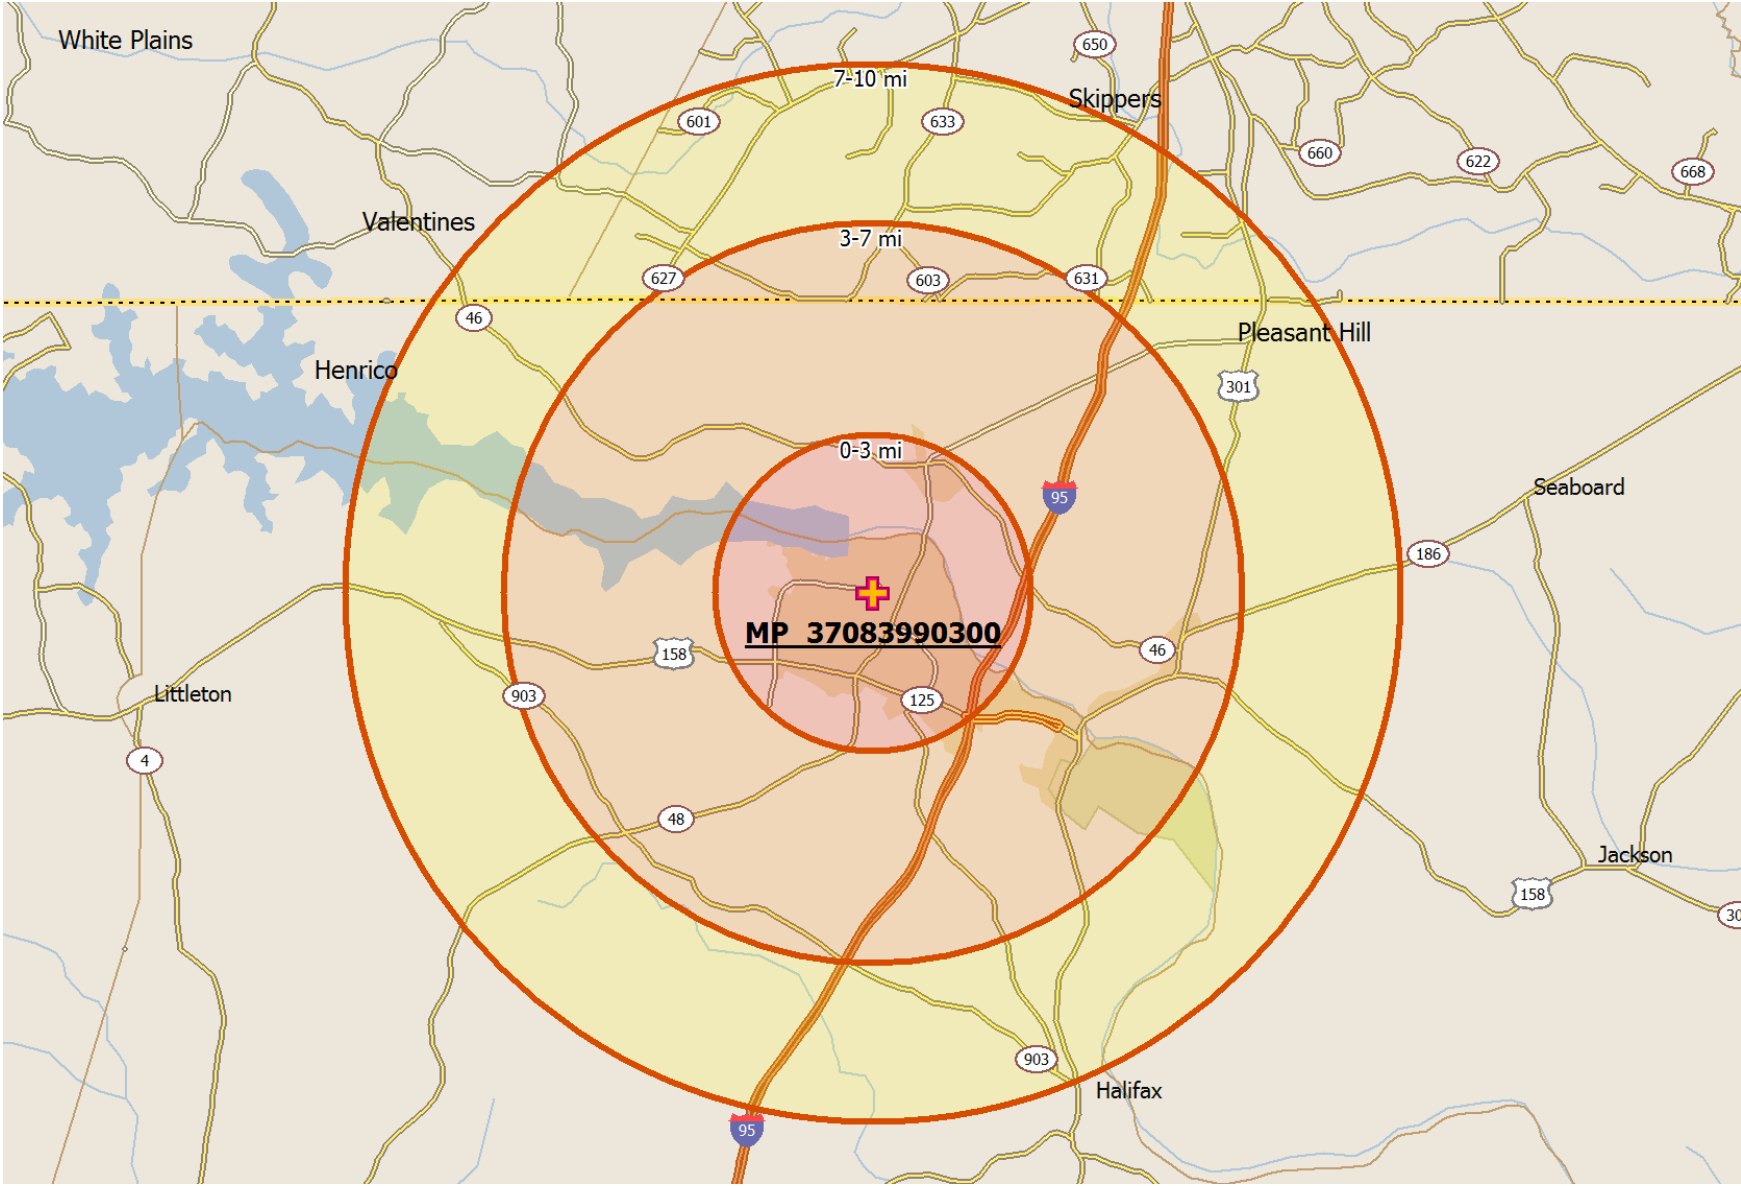 White Plains
650
7-10 mi
Skippers
601
633
660
622
668
Valentines
3-7 mi
627
603
631
46
Pleasant Hill
Henrico
301
0-3 mi
Seaboard
95
186
MP 37083990300
158
46
Littleton
903
125
4
48
Jackson
158
30
903
Halifax
95